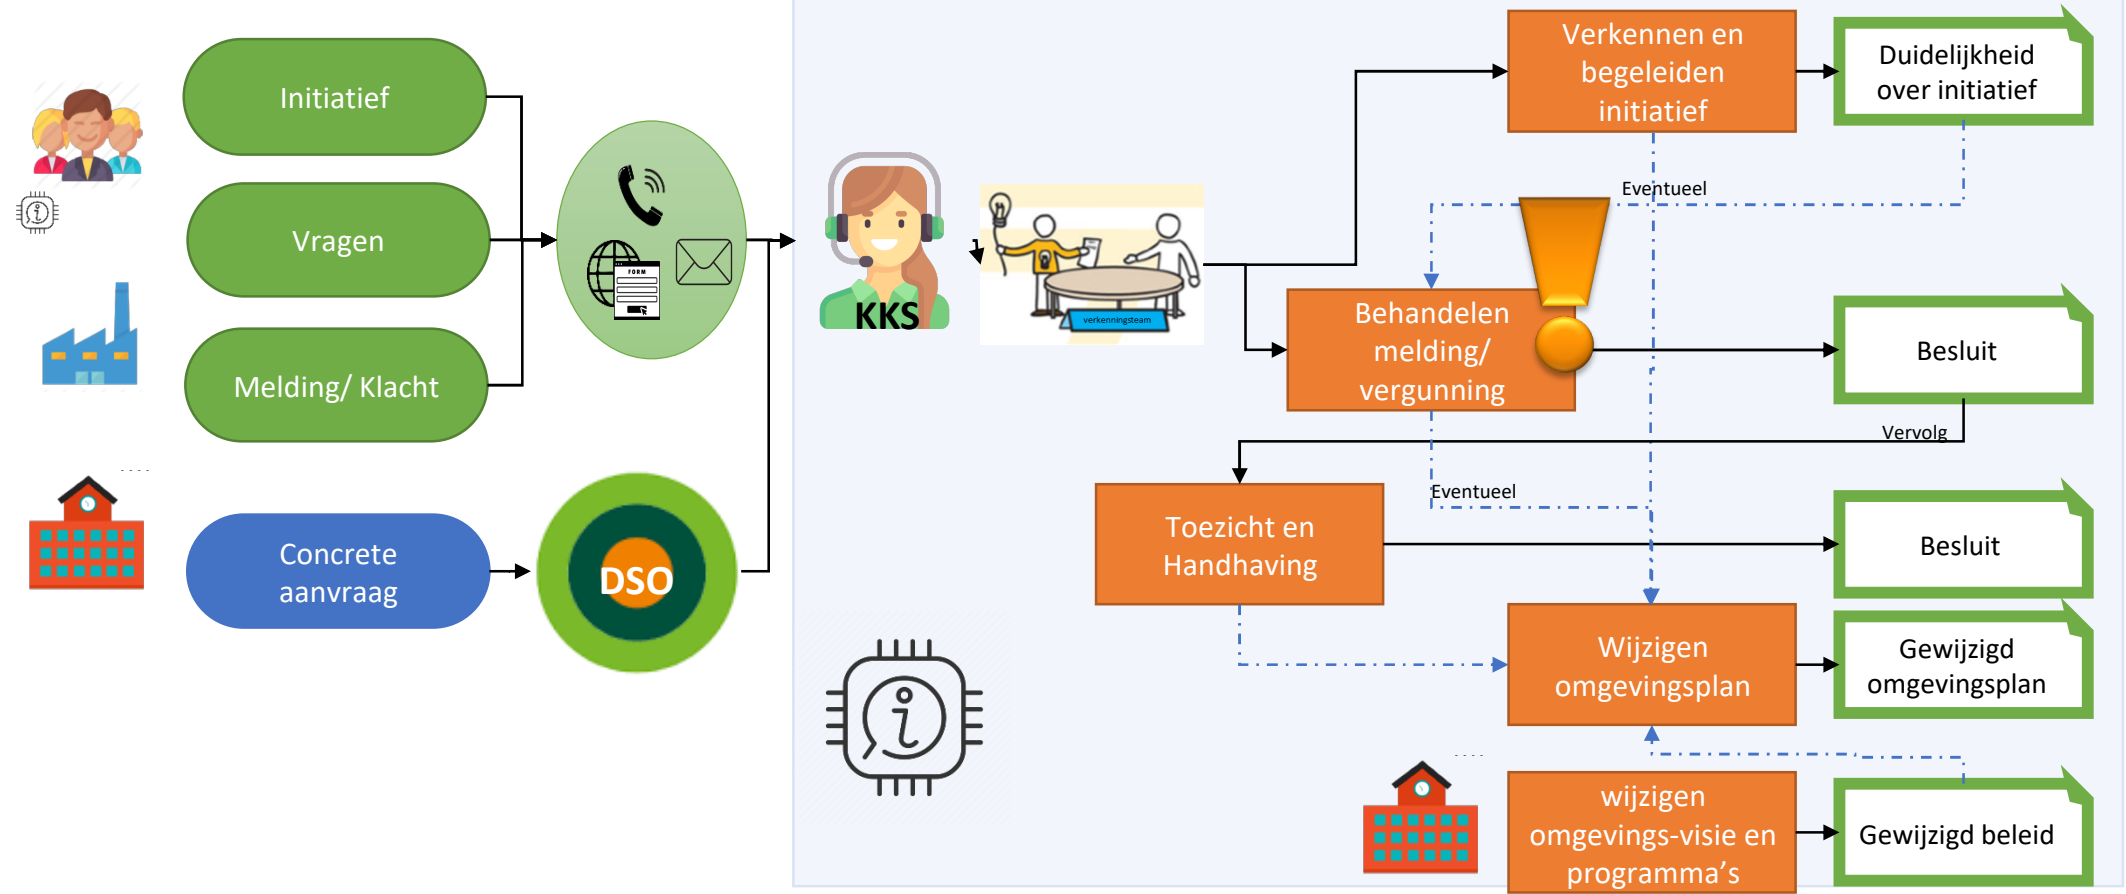 Initiatief
Vragen
Melding/ Klacht
Concrete
aanvraag
FORM
DSO
KKS
verkenningsteam
Verkennen en
begeleiden
initiatief
Duidelijkheid
over initiatief
Eventueel
Behandelen
melding/
vergunning
Besluit
Vervolg
Eventueel
Toezicht en
Handhaving
Besluit
Wijzigen
omgevingsplan
Gewijzigd
omgevingsplan
wijzigen
omgevings-visie en
programma's
Gewijzigd beleid